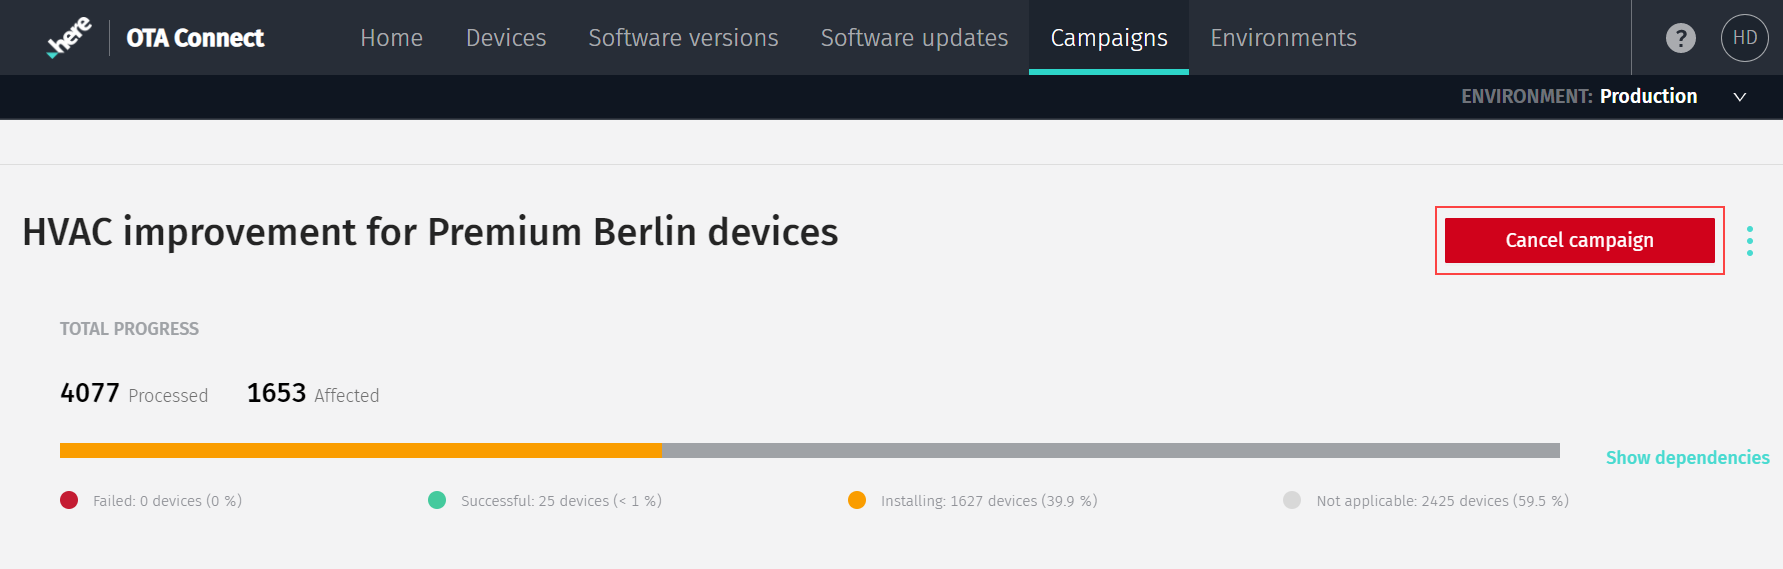 here OTA Connect Home Devices Software versions Software updates Campaigns Environments ? HD
ENVIRONMENT: Production
HVAC improvement for Premium Berlin devices Cancel campaign
TOTAL PROGRESS
4077 Processed 1653 Affected
Show dependencies
Failed: 0 devices (0 %) Successful: 25 devices (< 1 %) Installing: 1627 devices (39.9 %) Not applicable: 2425 devices (59.5 %)